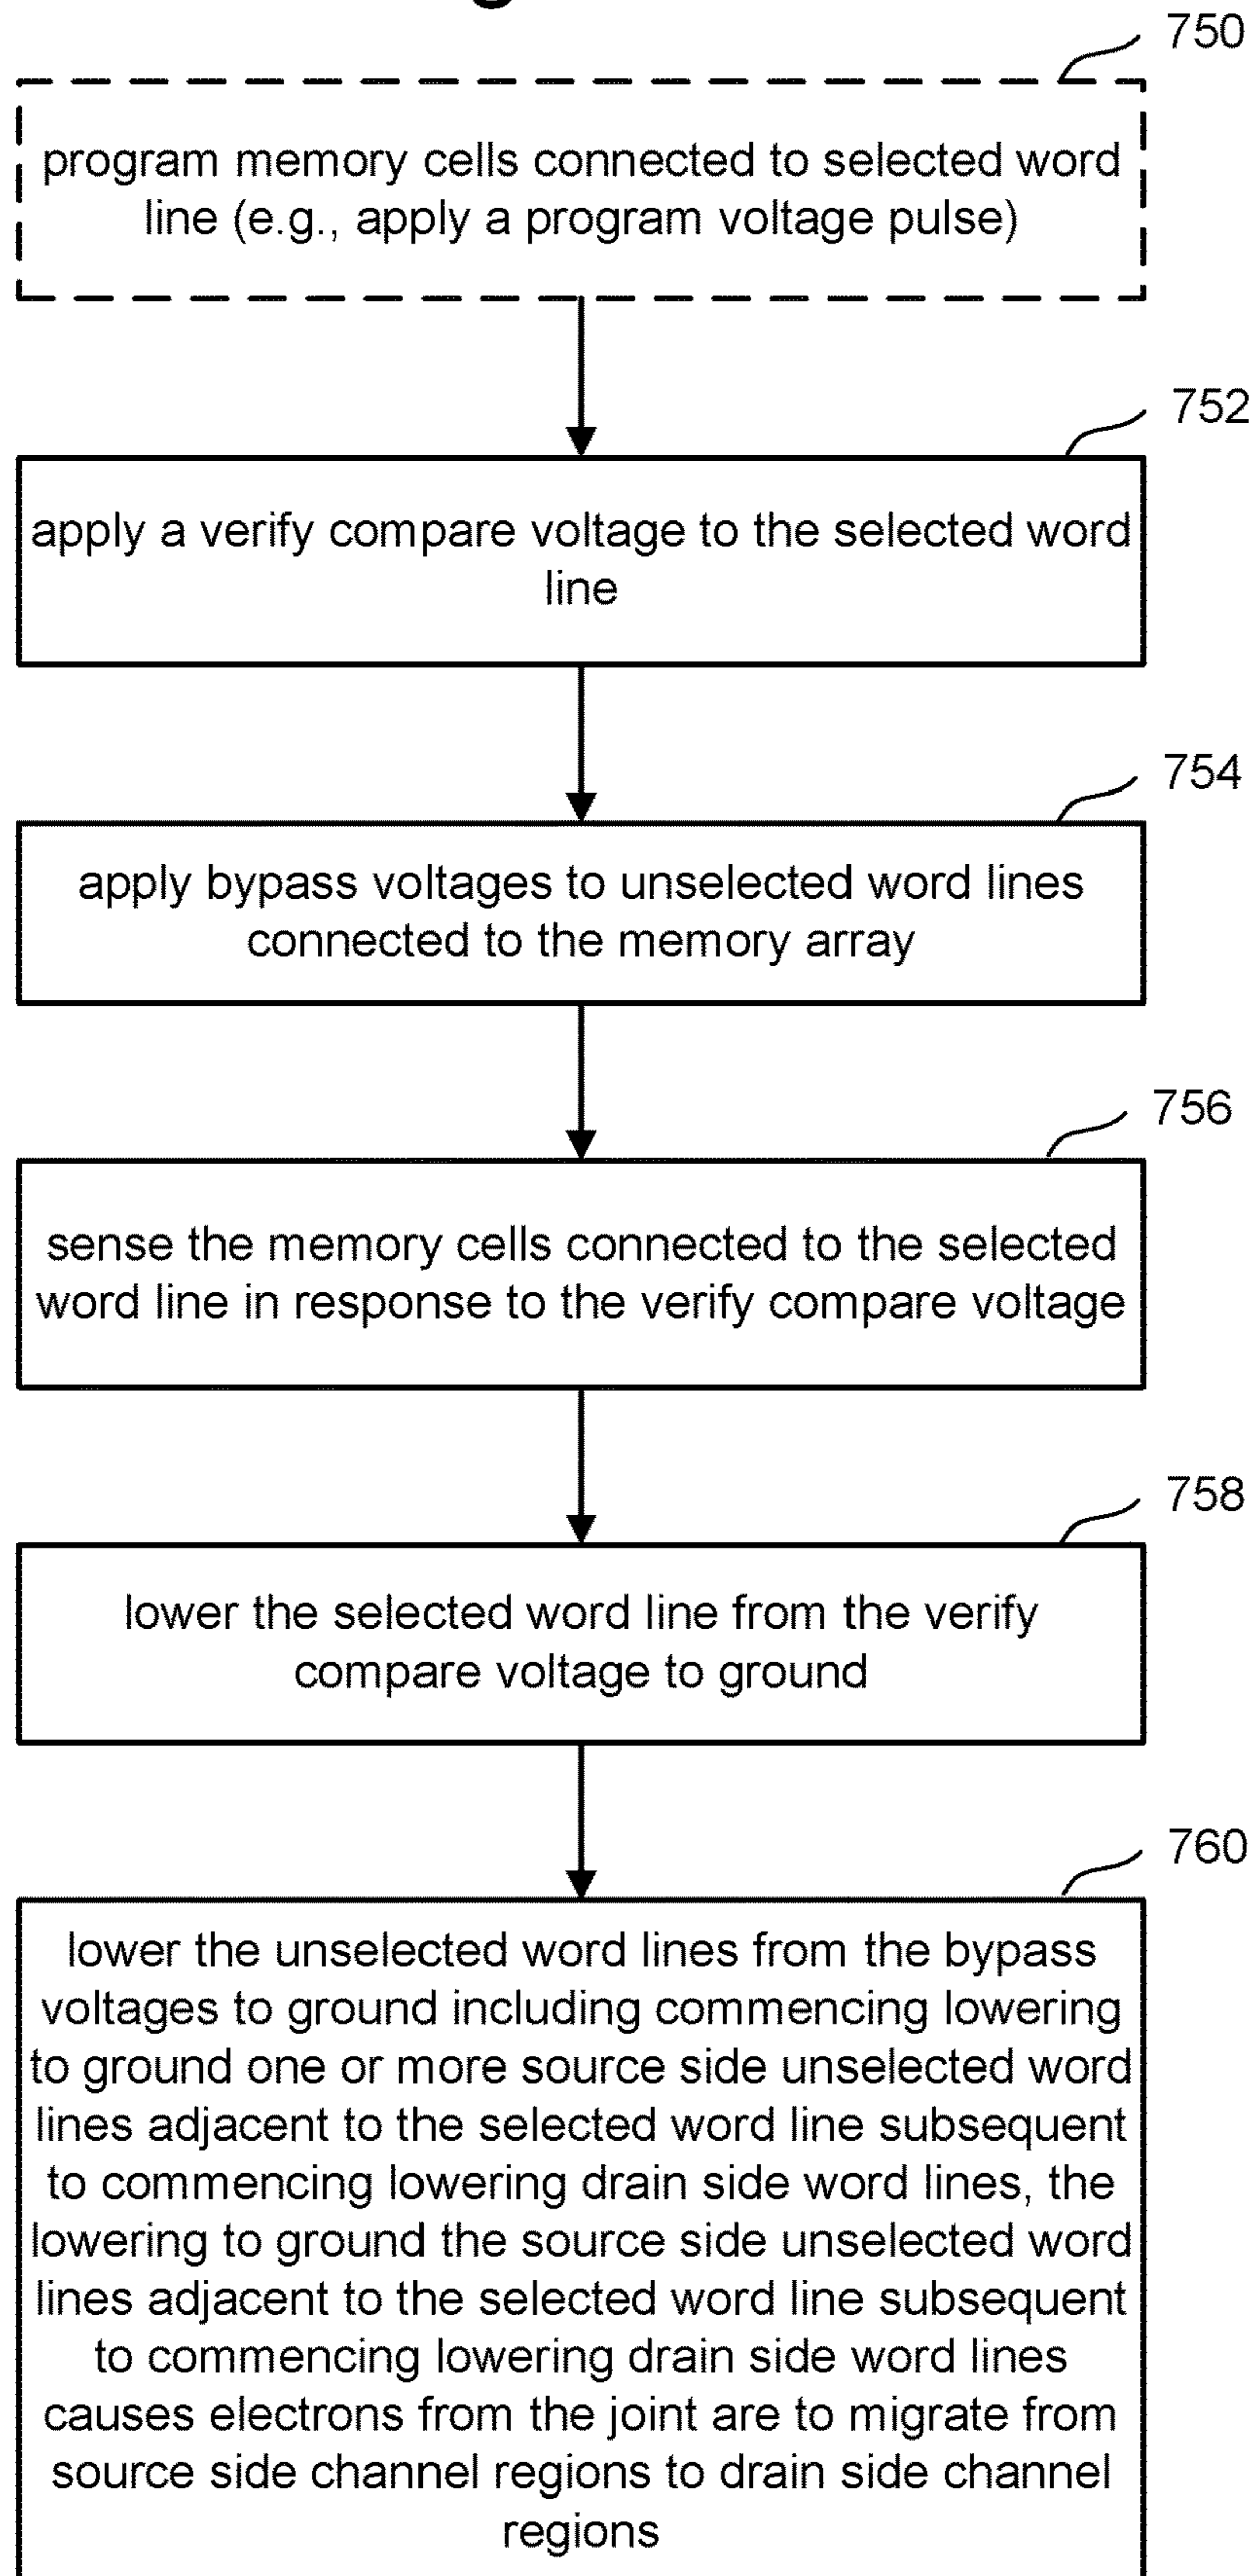 750
program memory cells connected to selected word
line (e.g., apply a program voltage pulse)
752
apply a verify compare voltage to the selected word
line
754
apply bypass voltages to unselected word lines
connected to the memory array
756
sense the memory cells connected to the selected
word line in response to the verify compare voltage
758
lower the selected word line from the verify
compare voltage to ground
760
lower the unselected word lines from the bypass
voltages to ground including commencing lowering
to ground one or more source side unselected word
lines adjacent to the selected word line subsequent
to commencing lowering drain side word lines, the
lowering to ground the source side unselected word
lines adjacent to the selected word line subsequent
to commencing lowering drain side word lines
causes electrons from the joint are to migrate from
source side channel regions to drain side channel
regions